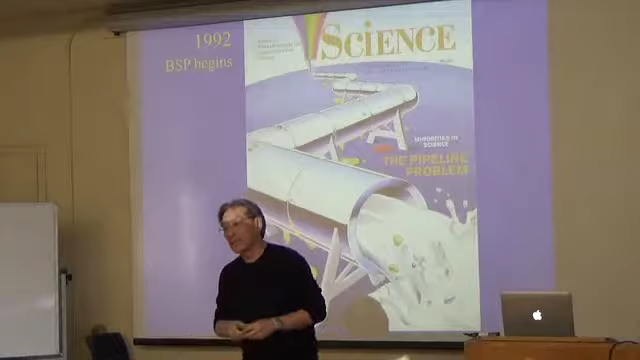 1992
BSP begins
SCIENCE
MINORITIES IN
SCIENCE
THE PIPELINE
PROBLEM